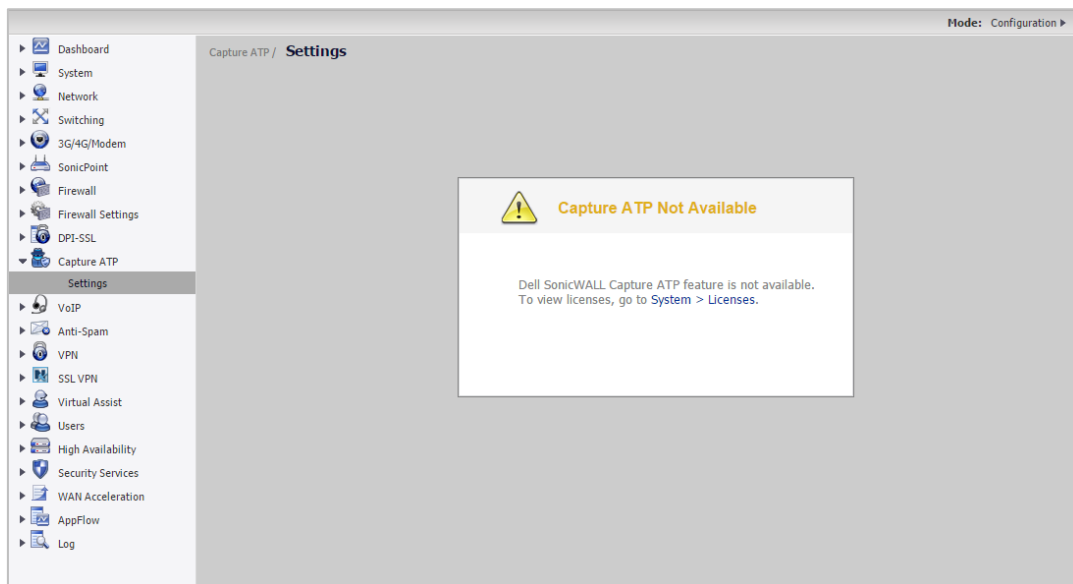 Mode: Configuration
Dashboard
System
Network
Switching
3G/4G/Modem
SonicPoint
Firewall
Firewall Settings
DPI-SSL
Capture ATP
Settings
VoIP
Anti-Spam
VPN
SSL VPN
Virtual Assist
Users
High Availability
Security Services
WAN Acceleration
AppFlow
Log
Capture ATP / Settings
Capture ATP Not Available
Dell SonicWALL Capture ATP feature is not available.
To view licenses, go to System > Licenses.